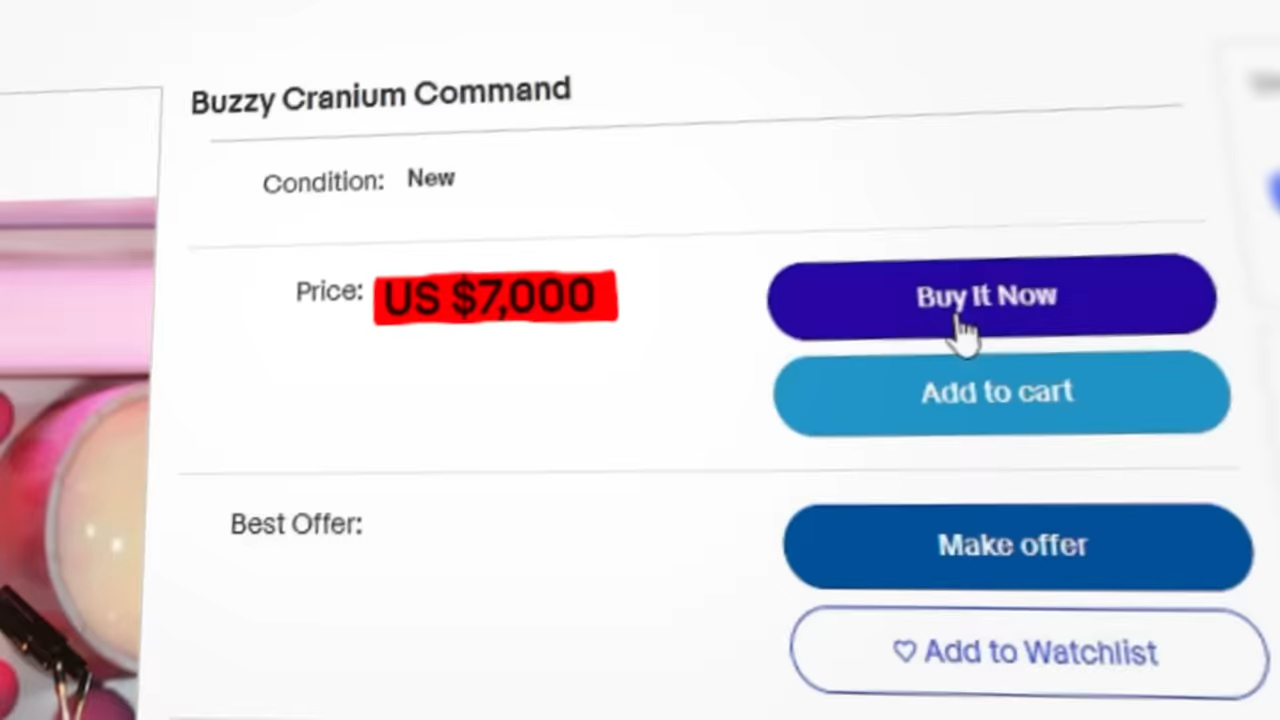 Buzzy Cranium Command
Condition: New
Price: US $7,000
Buy It Now
Add to cart
Best Offer:
Make offer
♡ Add to Watchlist